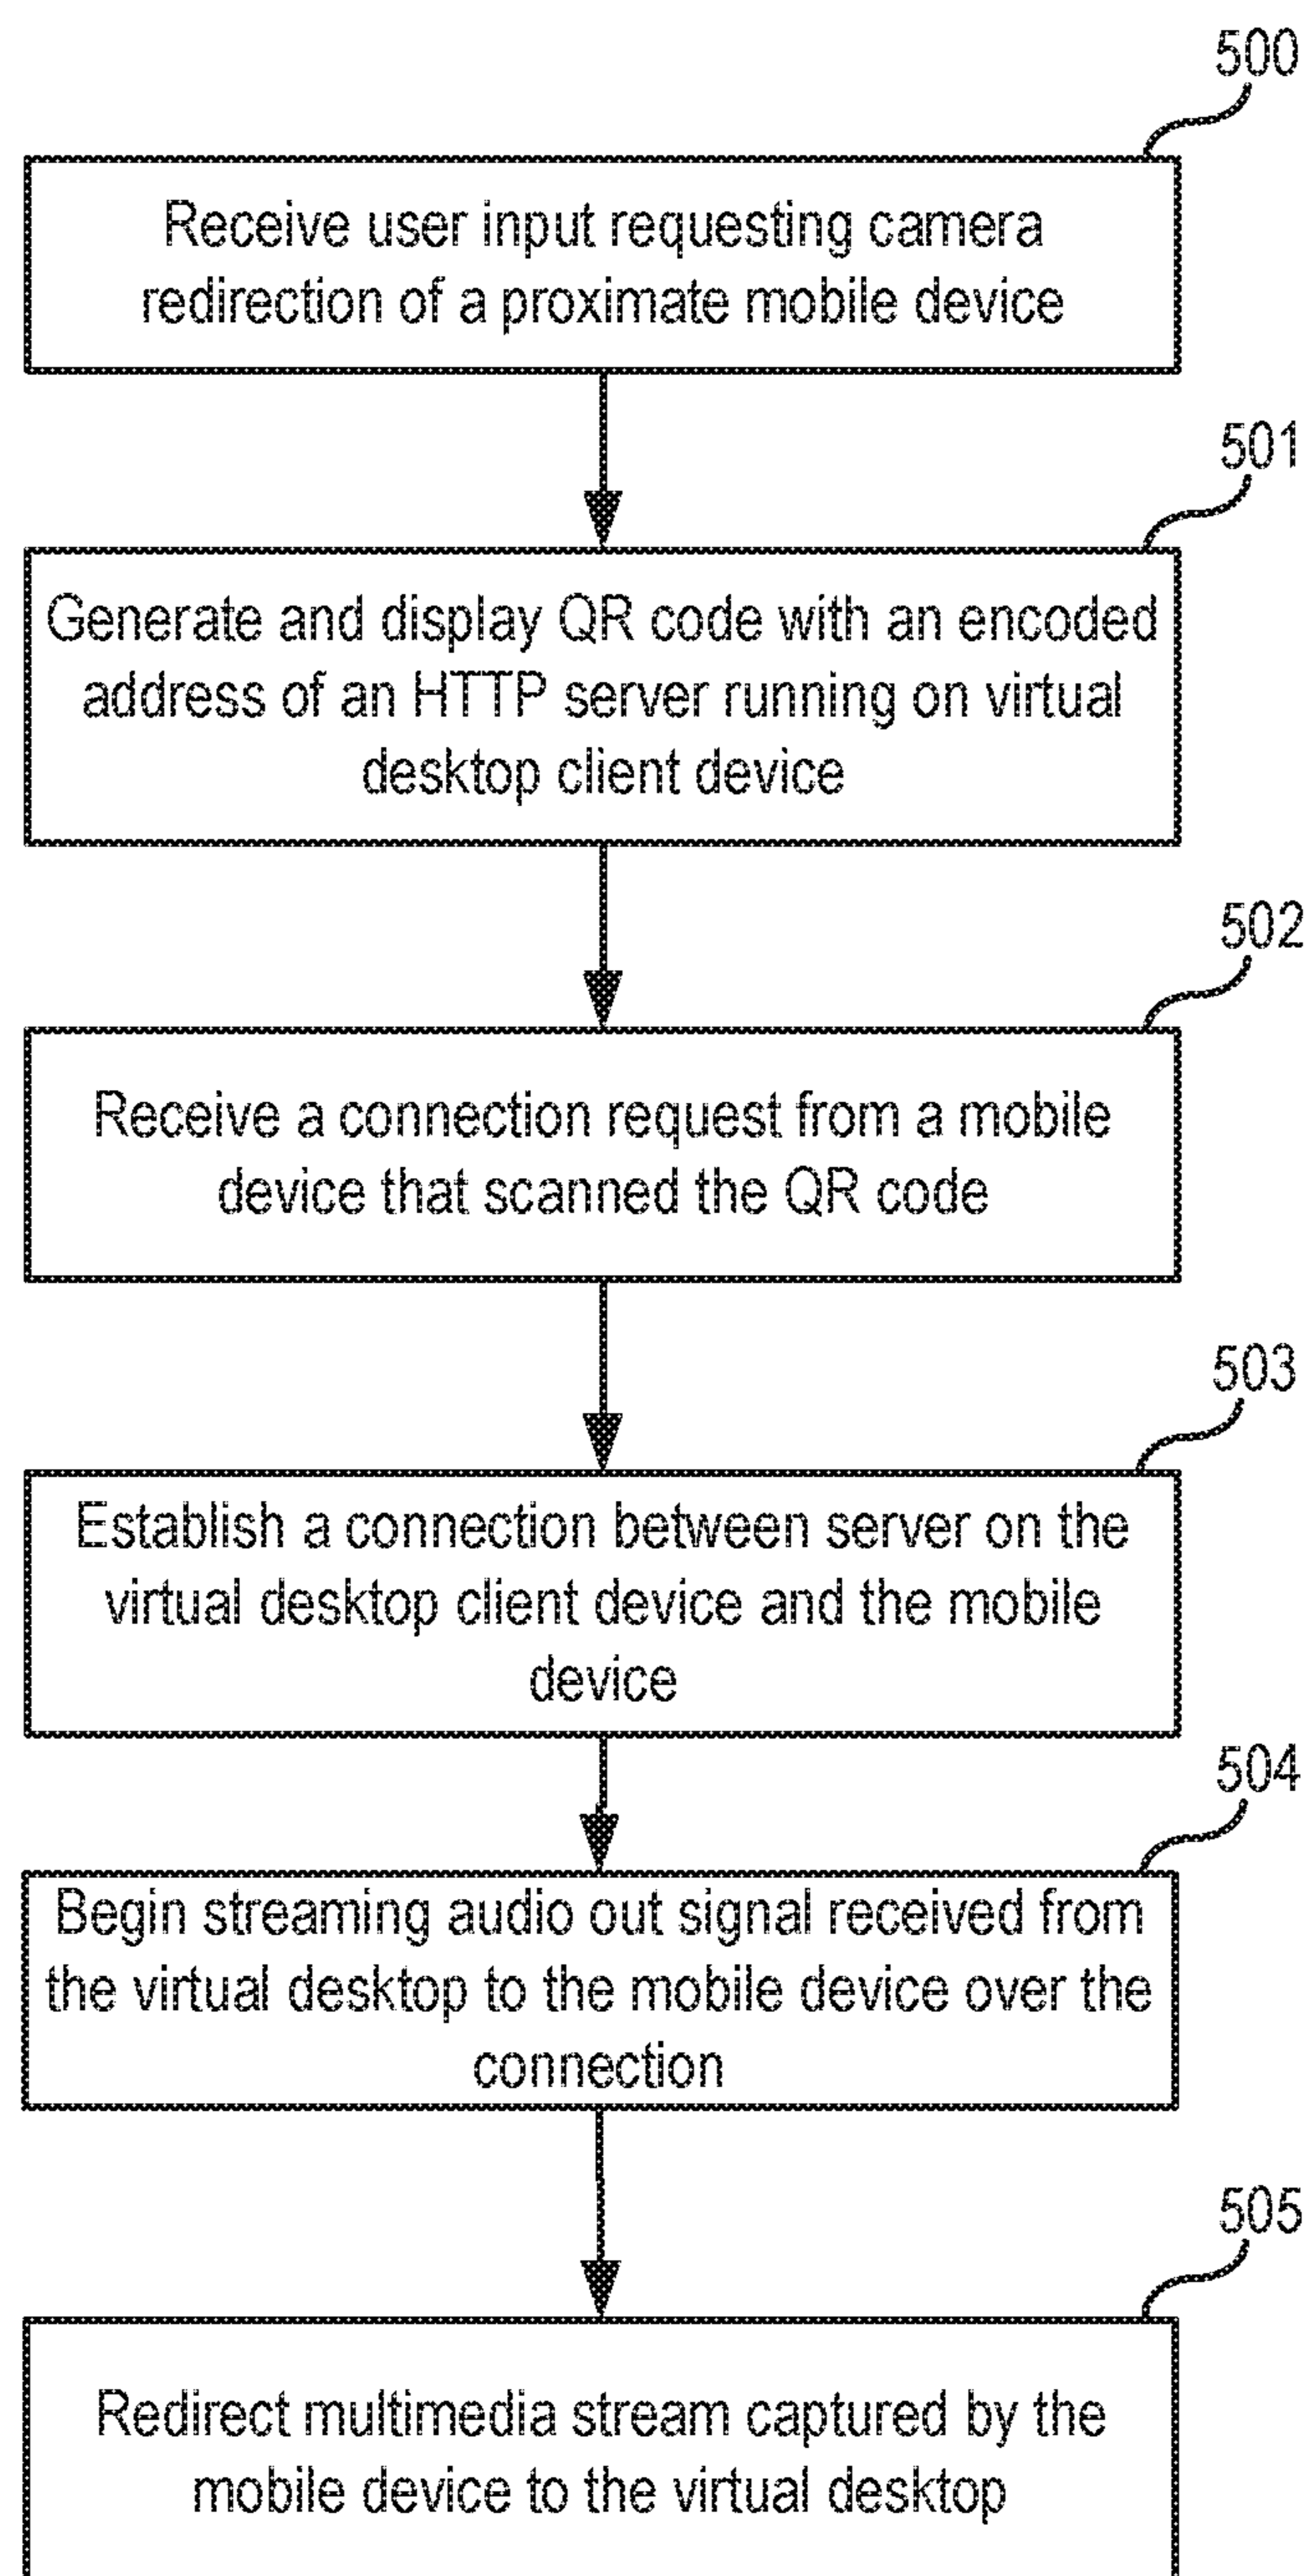 500
Receive user input requesting camera
redirection of a proximate mobile device
501
Generate and display QR code with an encoded
address of an HTTP server running on virtual
desktop client device
502
Receive a connection request from a mobile
device that scanned the QR code
503
Establish a connection between server on the
virtual desktop client device and the mobile
device
504
Begin streaming audio out signal received from
the virtual desktop to the mobile device over the
connection
505
Redirect multimedia stream captured by the
mobile device to the virtual desktop